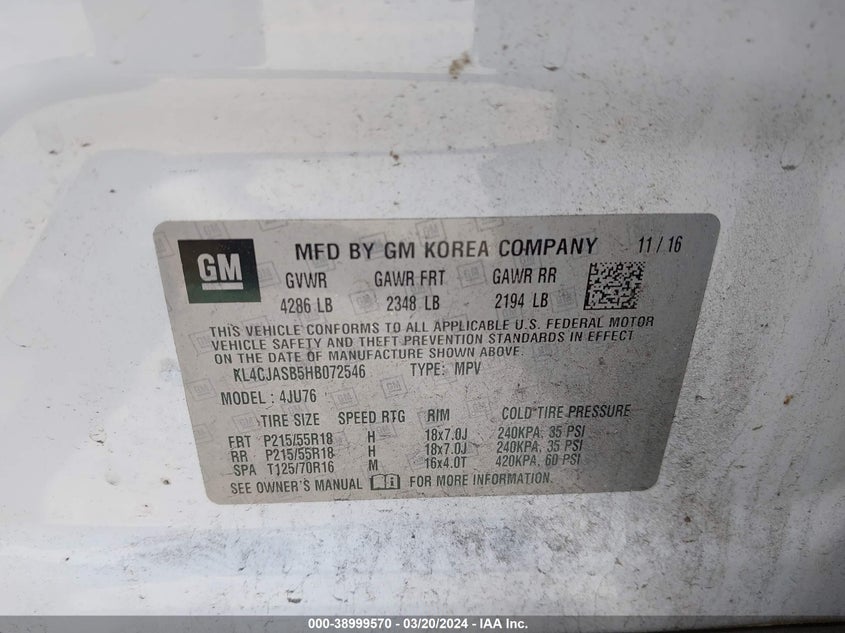 GM MFD BY GM KOREA COMPANY 11 / 16
GVWR GAWR FRT GAWR RR
4286 LB 2348 LB 2194 LB
THIS VEHICLE CONFORMS TO ALL APPLICABLE U.S. FEDERAL MOTOR
VEHICLE SAFETY AND THEFT PREVENTION STANDARDS IN EFFECT
ON THE DATE OF MANUFACTURE SHOWN ABOVE.
KL4CJASB5HB072546 TYPE: MPV
MODEL : 4JU76
TIRE SIZE SPEED RTG RIM COLD TIRE PRESSURE
FRT P215/55R18 H 18x7.0J 240KPA, 35 PSI
RR P215/55R18 H 18x7.0J 240KPA, 35 PSI
SPA T125/70R16 M 16x4.0T 420KPA, 60 PSI
SEE OWNER'S MANUAL FOR MORE INFORMATION.
000-38999570 — 03/20/2024 — IAA Inc.